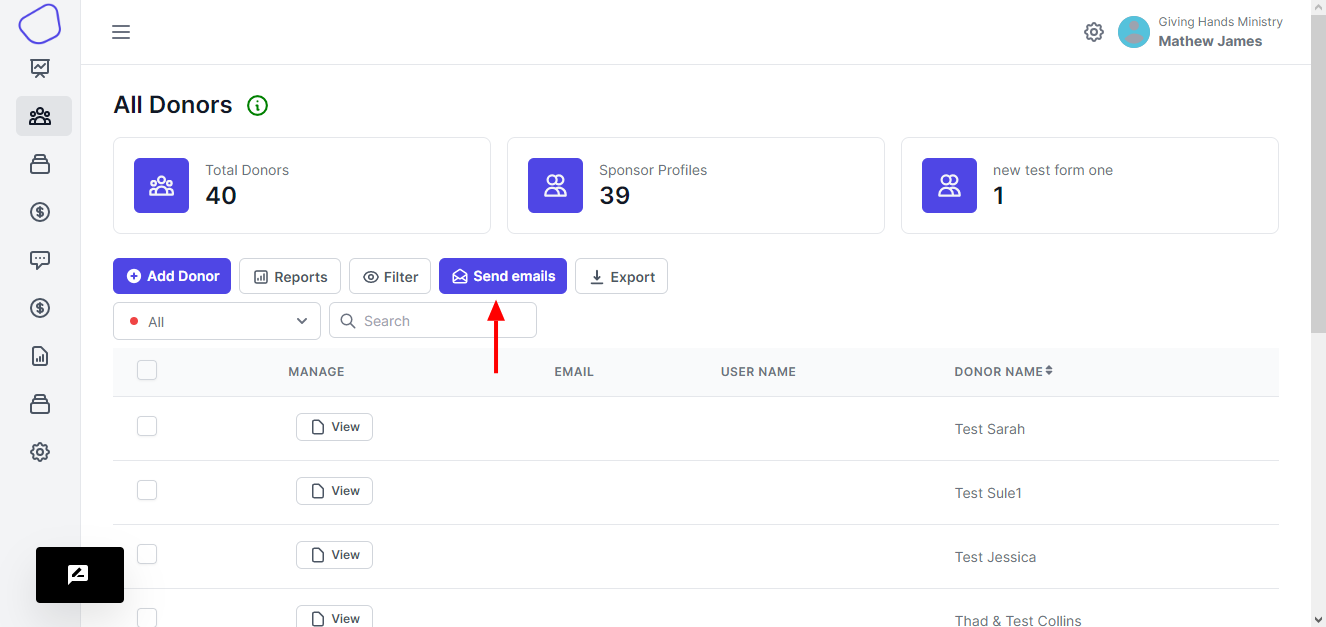 Giving Hands Ministry
Mathew James
All Donors
Total Donors
40
Sponsor Profiles
39
new test form one
1
Add Donor
Reports
Filter
Send emails
Export
All
Search
MANAGE EMAIL USER NAME DONOR NAME
View Test Sarah
View Test Sule1
View Test Jessica
View Thad & Test Collins